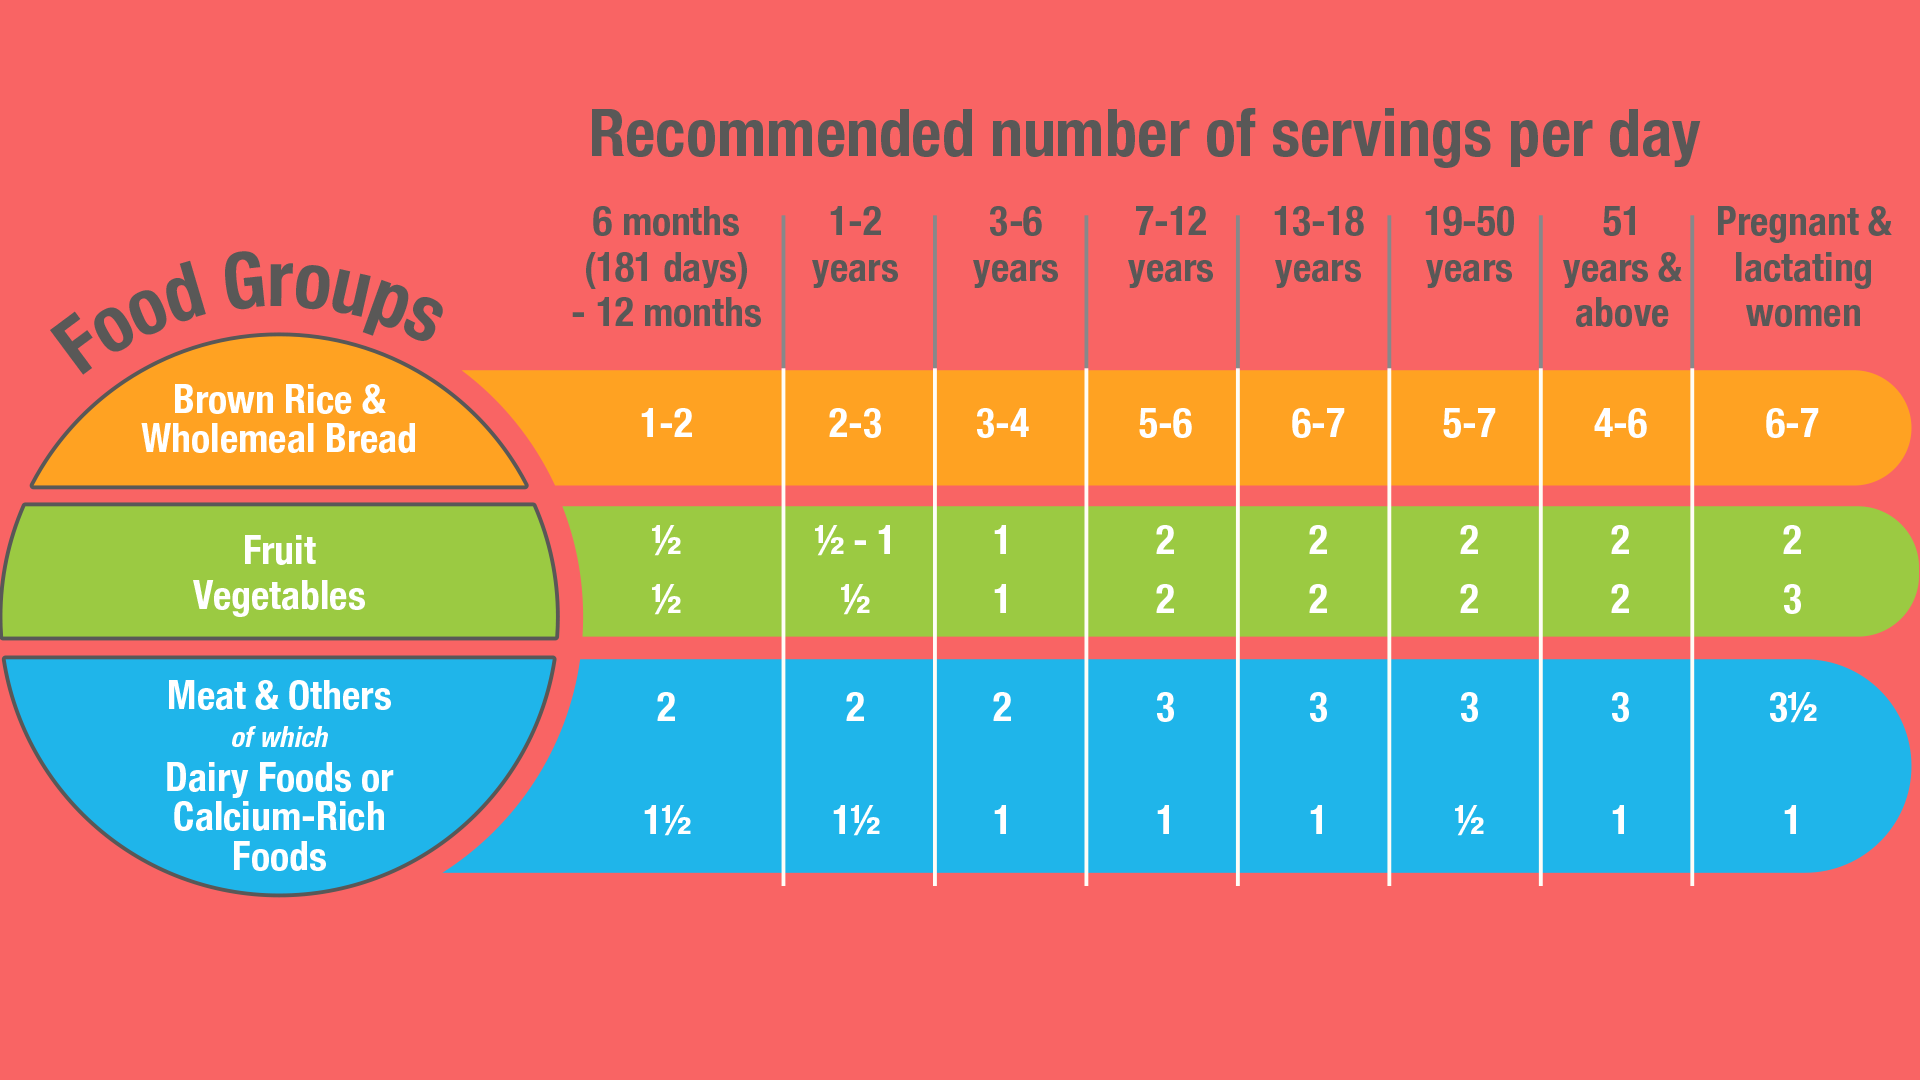 Recommended number of servings per day
Food Groups
6 months
(181 days)
- 12 months
1-2
years
3-6
years
7-12
years
13-18
years
19-50
years
51
years &
above
Pregnant &
lactating
women
Brown Rice &
Wholemeal Bread
1-2 2-3 3-4 5-6 6-7 5-7 4-6 6-7
Fruit
½ ½ - 1 1 2 2 2 2 2
Vegetables
½ ½ 1 2 2 2 2 3
Meat & Others
2 2 2 3 3 3 3 3½
of which
Dairy Foods or
Calcium-Rich
Foods
1½ 1½ 1 1 1 ½ 1 1